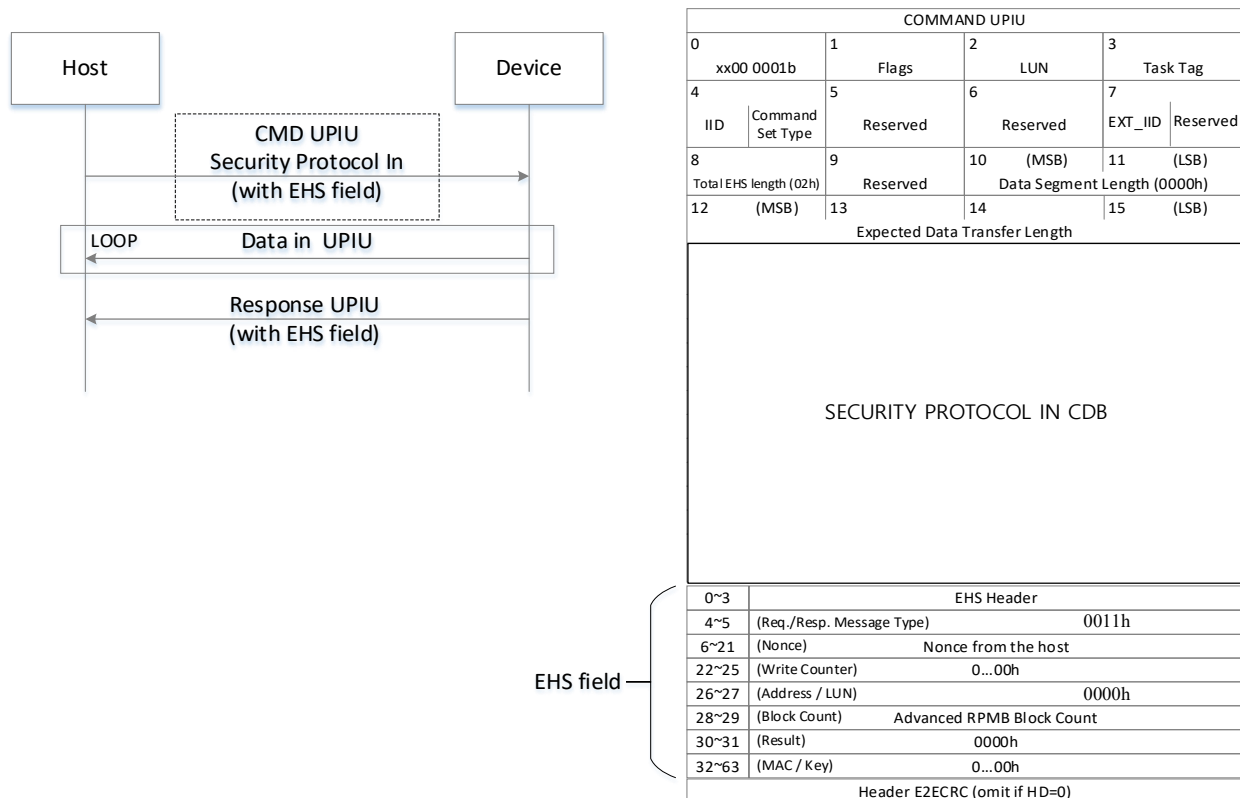 Host
Device
CMD UPIU
Security Protocol In
(with EHS field)
LOOP
Data in UPIU
Response UPIU
(with EHS field)
COMMAND UPIU
0 1 2 3
xx00 0001b Flags LUN Task Tag
4 5 6 7
IID Command Set Type Reserved Reserved EXT_IID Reserved
8 9 10 (MSB) 11 (LSB)
Total EHS length (02h) Reserved Data Segment Length (0000h)
12 (MSB) 13 14 15 (LSB)
Expected Data Transfer Length
SECURITY PROTOCOL IN CDB
EHS field
0~3 EHS Header
4~5 (Req./Resp. Message Type) 0011h
6~21 (Nonce) Nonce from the host
22~25 (Write Counter) 0...00h
26~27 (Address / LUN) 0000h
28~29 (Block Count) Advanced RPMB Block Count
30~31 (Result) 0000h
32~63 (MAC / Key) 0...00h
Header E2ECRC (omit if HD=0)